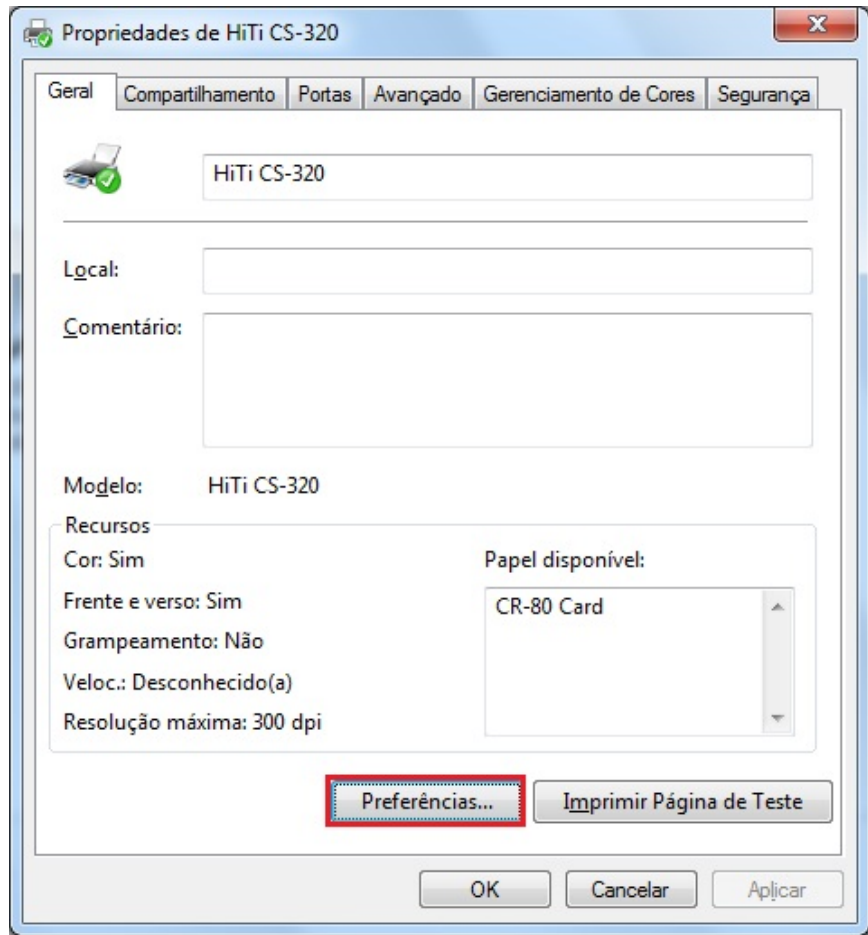 Propriedades de HiTi CS-320
Geral Compartilhamento Portas Avançado Gerenciamento de Cores Segurança
HiTi CS-320
Local:
Comentário:
Modelo: HiTi CS-320
Recursos
Cor: Sim
Frente e verso: Sim
Grampeamento: Não
Veloc.: Desconhecido(a)
Resolução máxima: 300 dpi
Papel disponível:
CR-80 Card
Preferências... Imprimir Página de Teste
OK Cancelar Aplicar